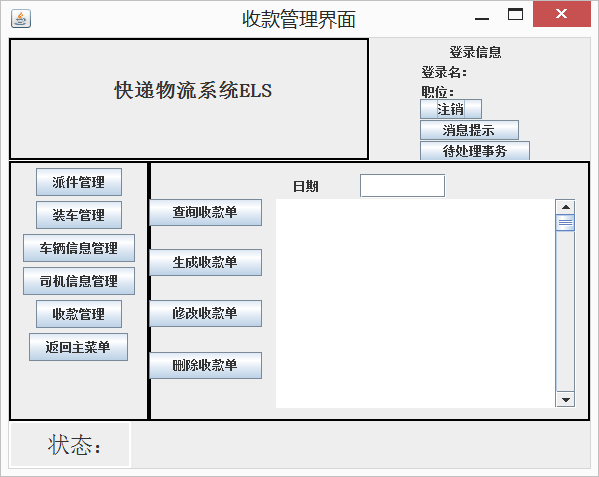 收款管理界面
快递物流系统ELS
登录信息
登录名：
职位：
注销
消息提示
待处理事务
派件管理
装车管理
车辆信息管理
司机信息管理
收款管理
返回主菜单
日期
查询收款单
生成收款单
修改收款单
删除收款单
状态：